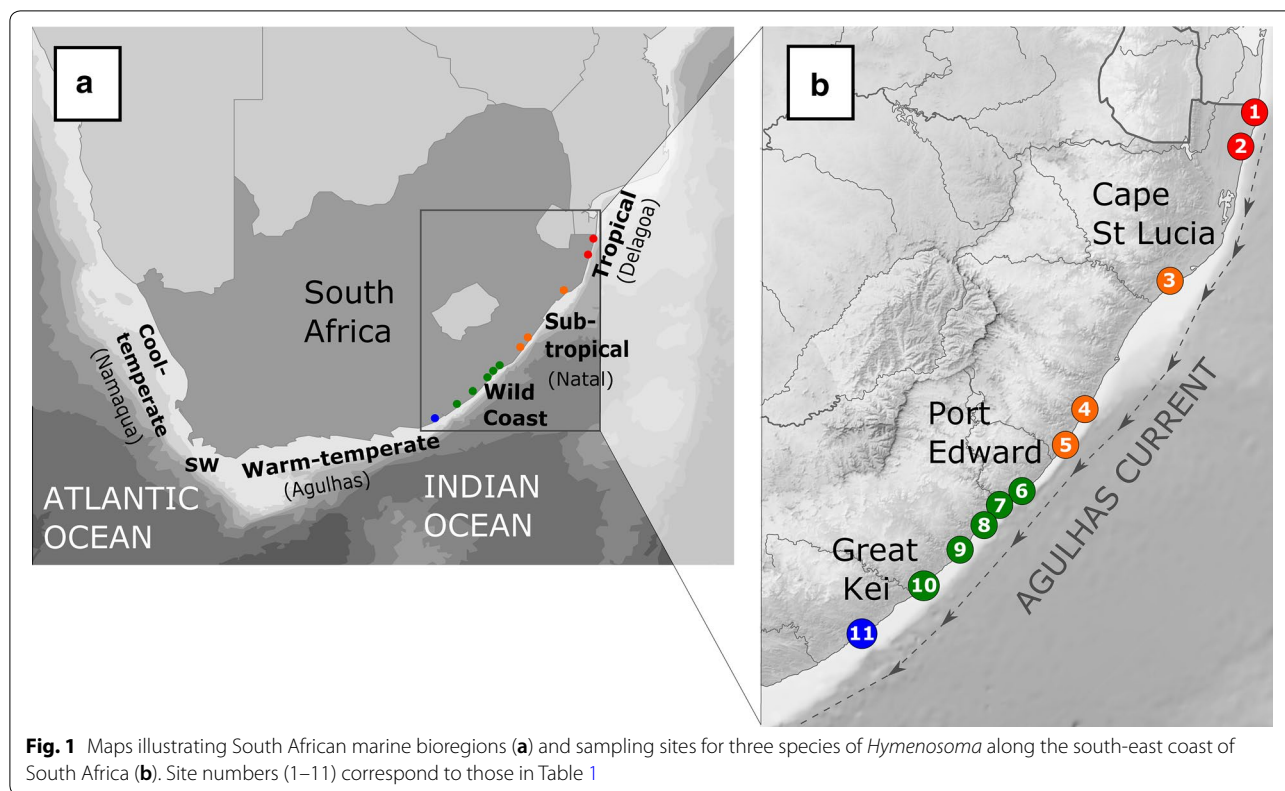 a
South
Africa
Cool-
temperate
(Namaqua)
SW
Warm-temperate
(Agulhas)
Wild
Coast
Sub-
tropical
(Natal)
Tropical
(Delagoa)
ATLANTIC
OCEAN
INDIAN
OCEAN
b
1
2
Cape
St Lucia
3
4
Port
Edward
5
6
7
8
Great
Kei
9
10
11
AGULHAS CURRENT
Fig. 1 Maps illustrating South African marine bioregions (a) and sampling sites for three species of Hymenosoma along the south-east coast of
South Africa (b). Site numbers (1–11) correspond to those in Table 1